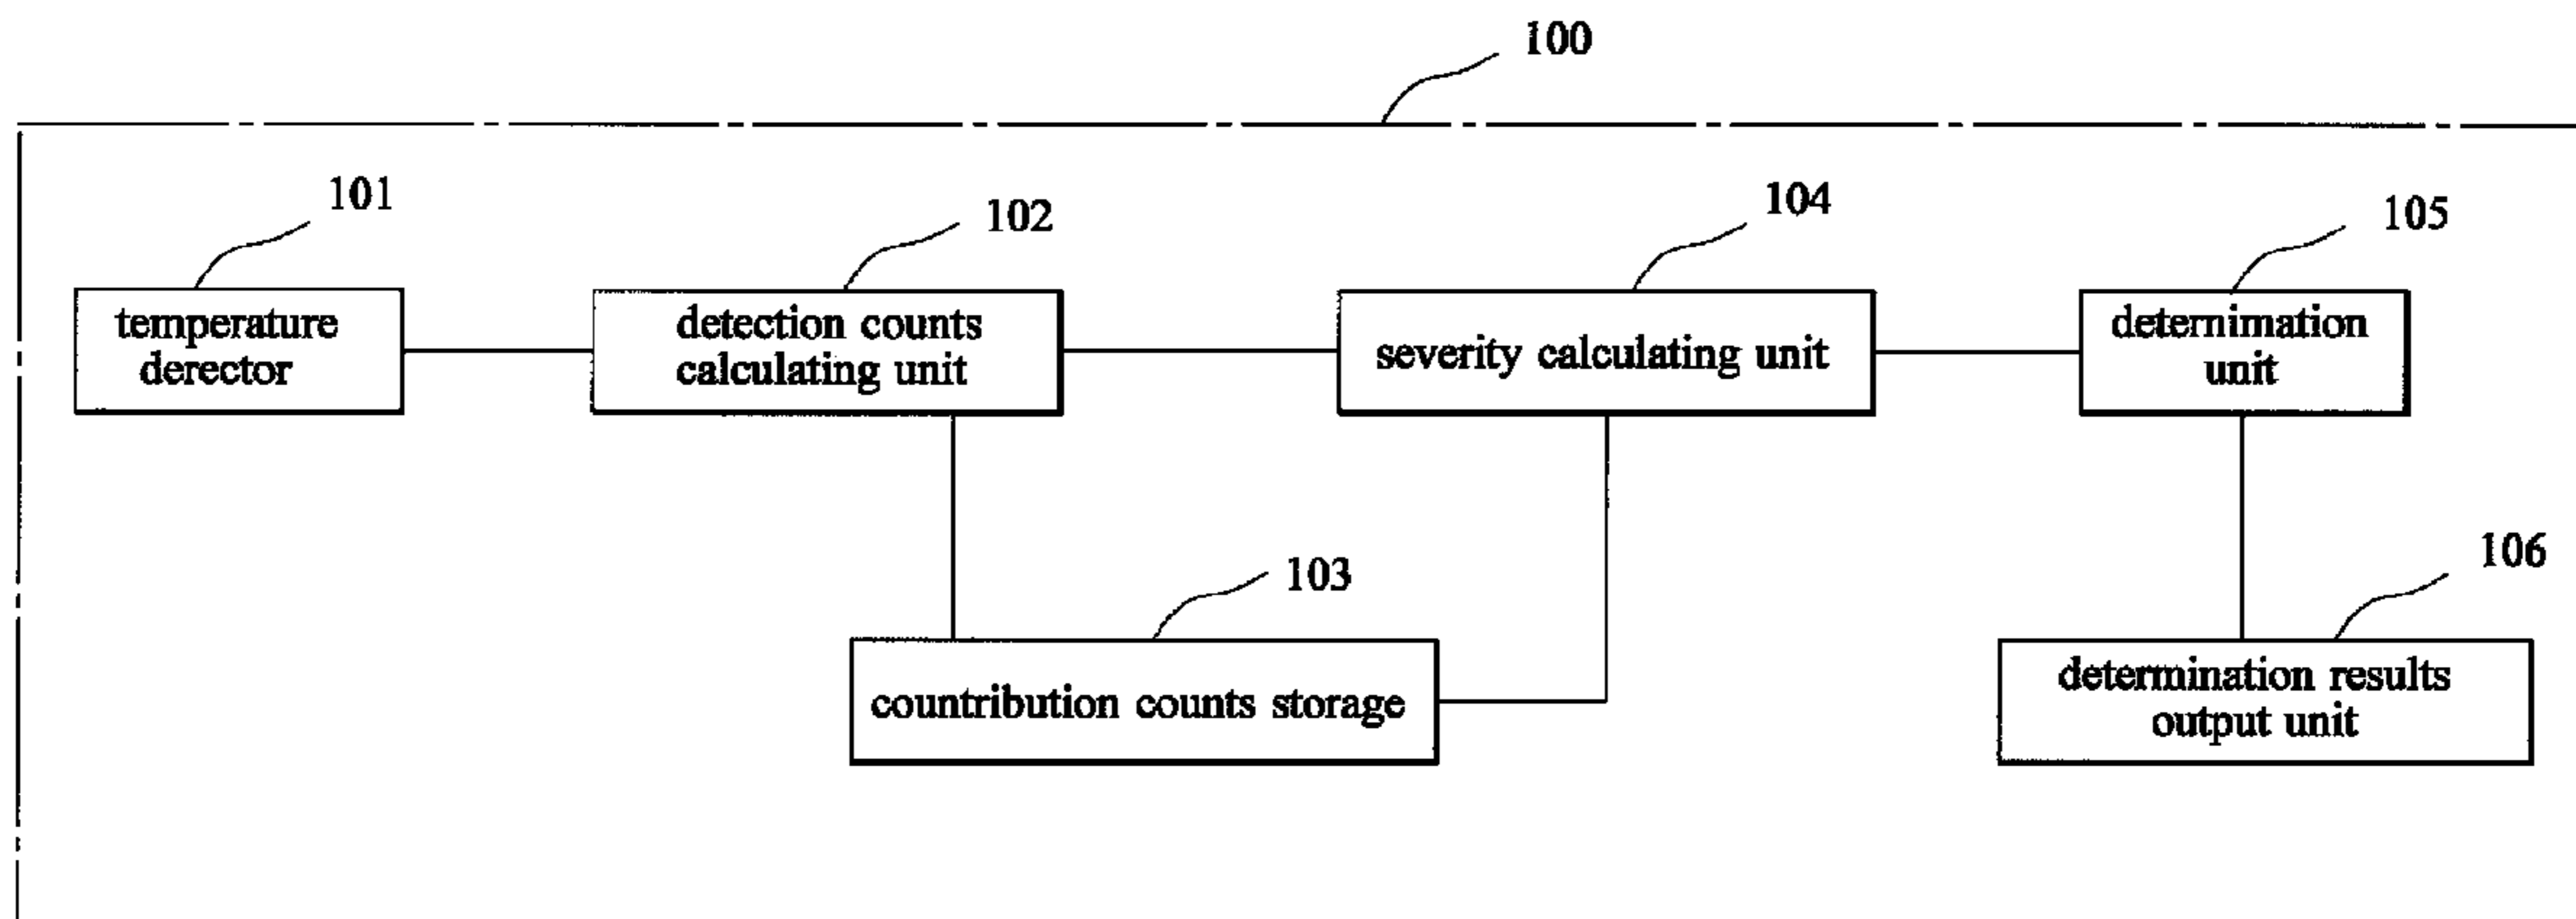 100
101
102
104
105
temperature
derector
detection counts
calculating unit
severity calculating unit
deternimation
unit
103
106
countribution counts storage
determination results
output unit